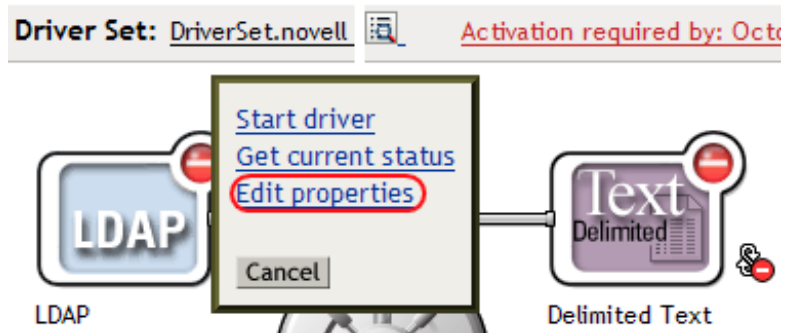 Driver Set: DriverSet.novell
Activation required by: Octo
Start driver
Get current status
Edit properties
Cancel
LDAP
Text
Delimited
LDAP
Delimited Text